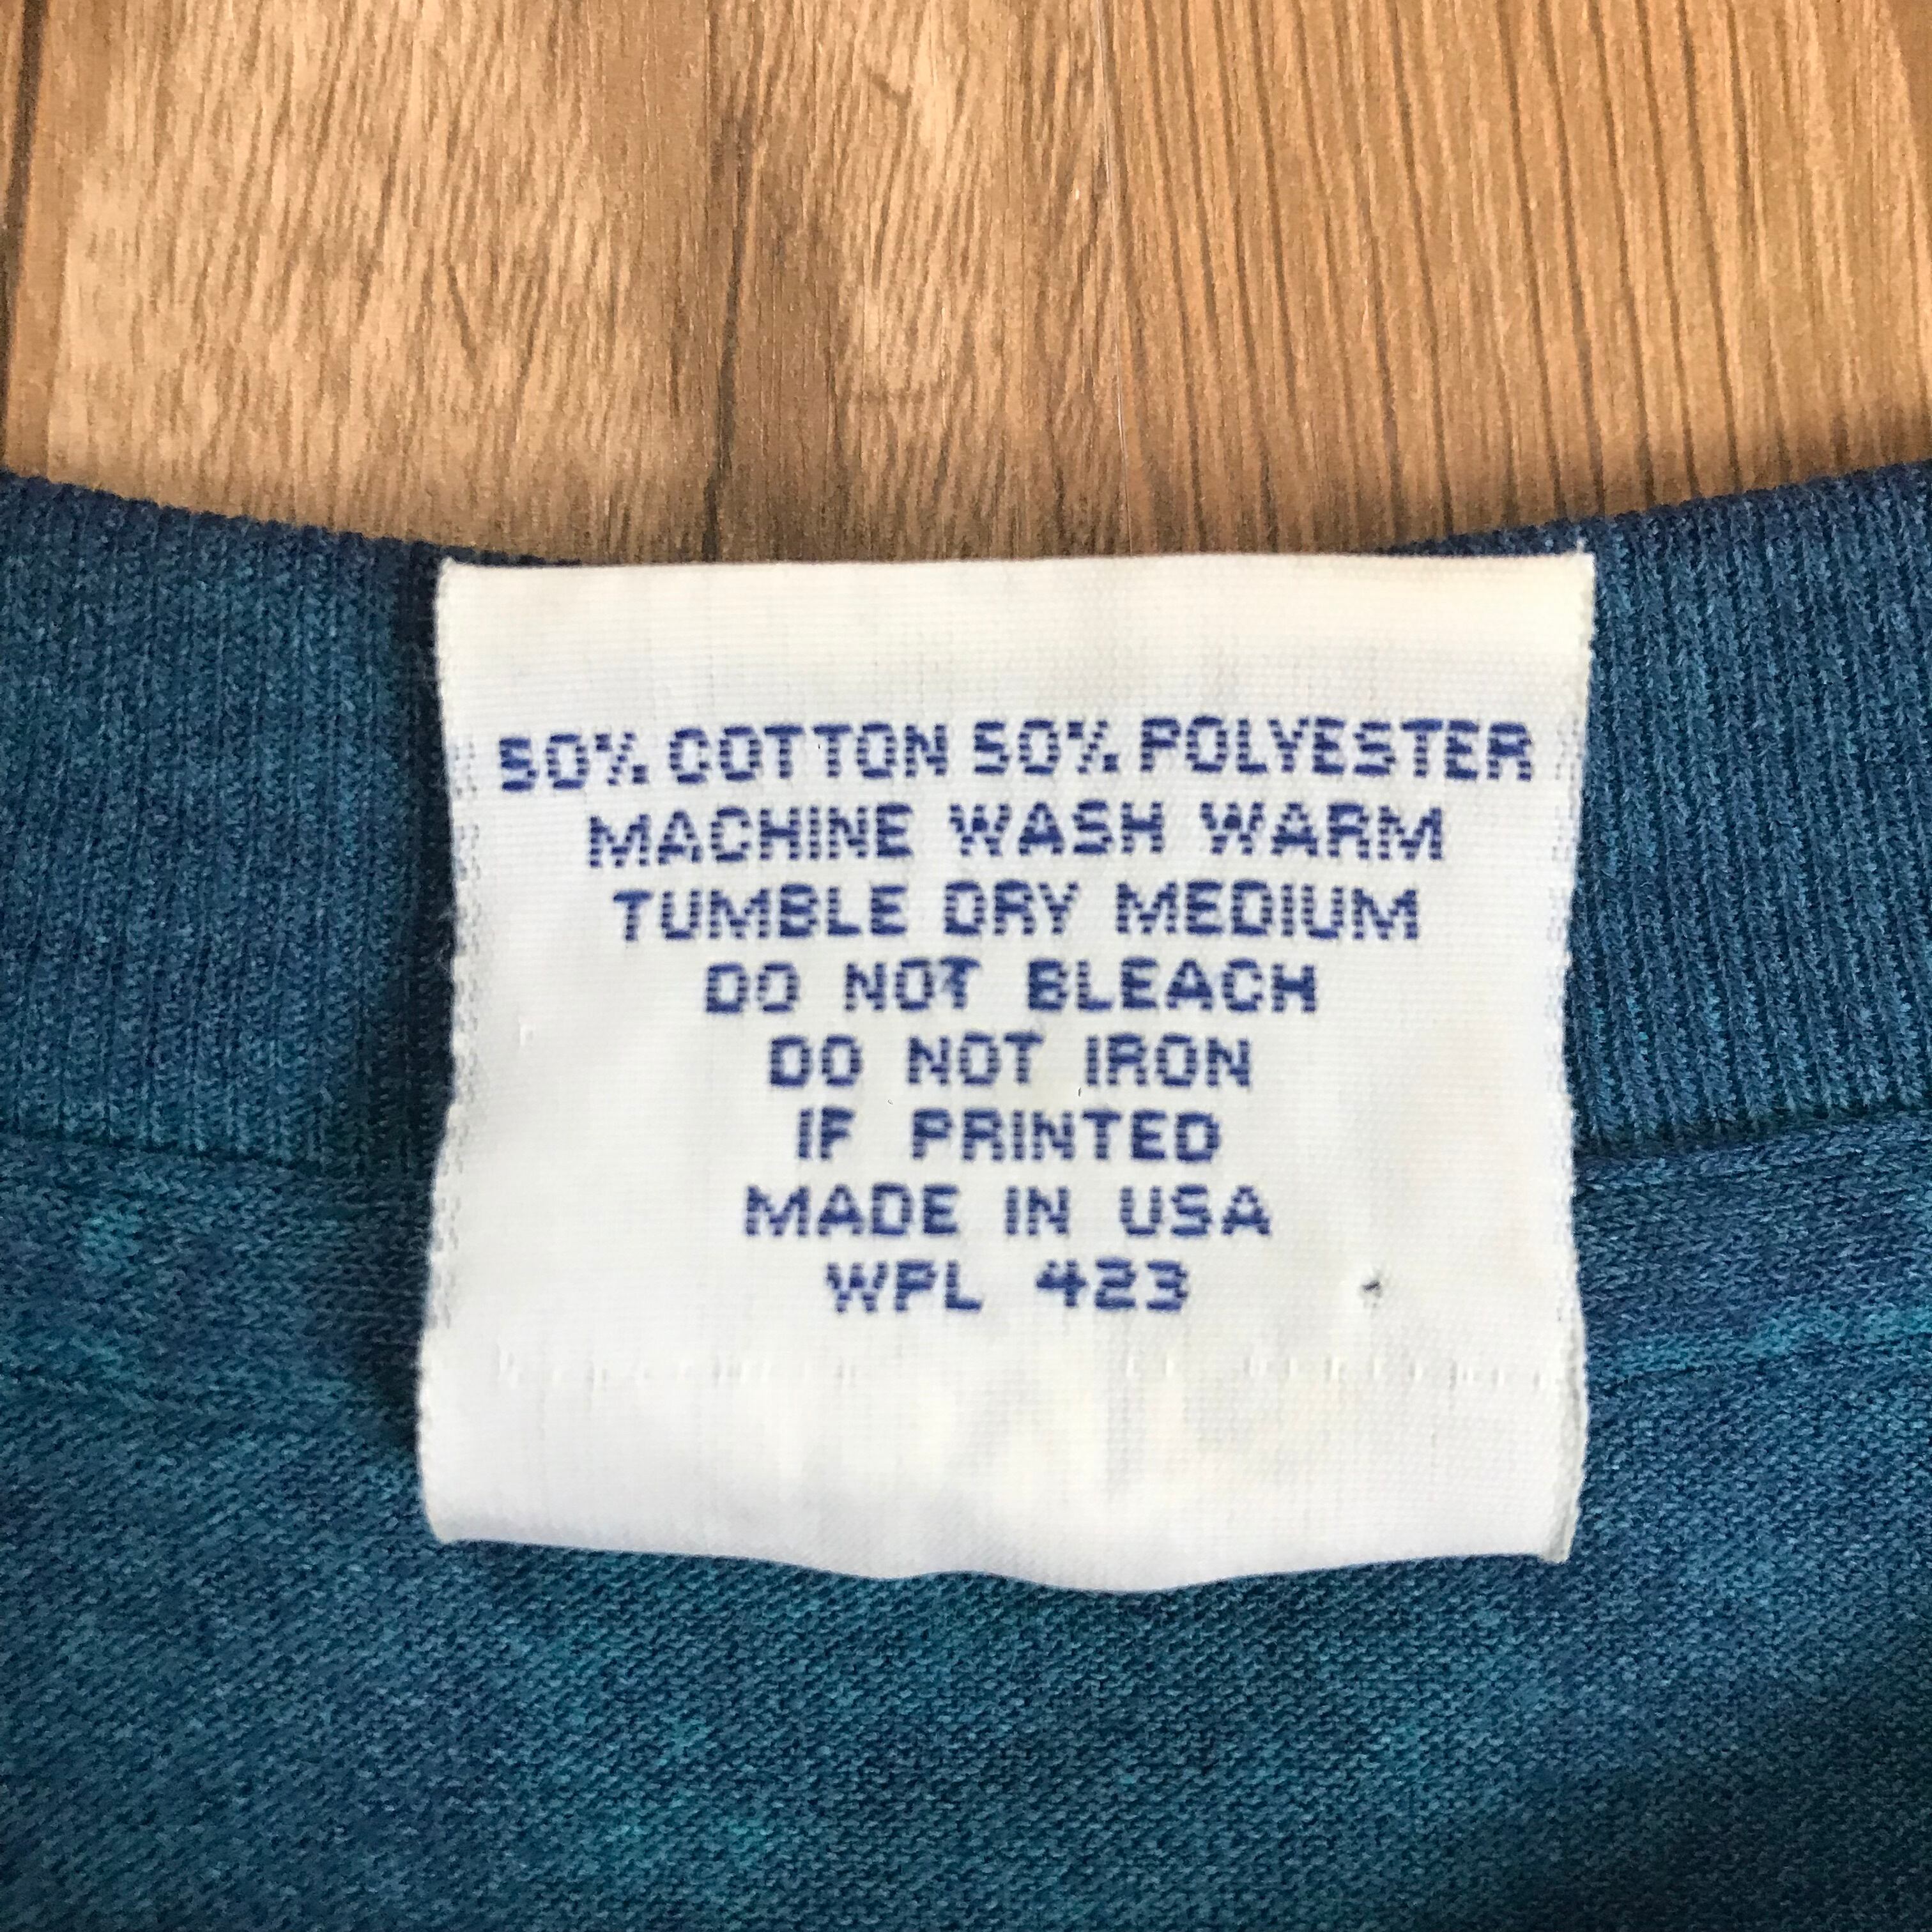 50% COTTON 50% POLYESTER
MACHINE WASH WARM
TUMBLE DRY MEDIUM
DO NOT BLEACH
DO NOT IRON
IF PRINTED
MADE IN USA
WPL 423